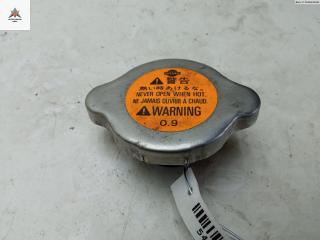 警告
熱い時あけるな。
NEVER OPEN WHEN HOT.
NE JAMAIS OUVRIR A CHAUD.
WARNING
0.9
54